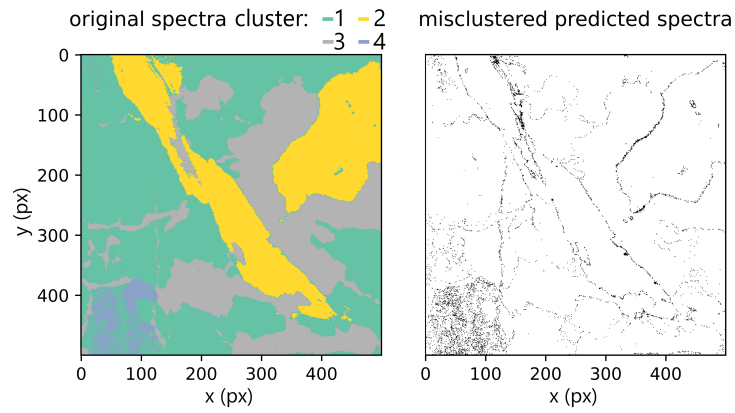 original spectra cluster: 1 2
3 4
misclustered predicted spectra
0
100
200
300
400
y (px)
0 100 200 300 400
x (px)
0 100 200 300 400
x (px)